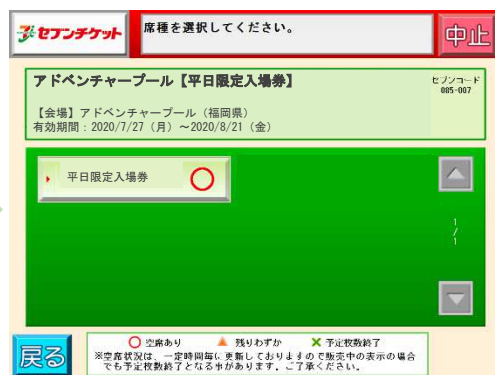 セブンチケット
席種を選択してください。
中止
アドベンチャープール【平日限定入場券】
セブンコード
085-007
【会場】アドベンチャープール（福岡県）
有効期間：2020/7/27（月）～2020/8/21（金）
平日限定入場券
1
/
1
戻る
空席あり 残りわずか 予定枚数終了
※空席状況は、一定時間毎に更新しておりますので販売中の表示の場合
でも予定枚数終了となる事があります。ご了承ください。